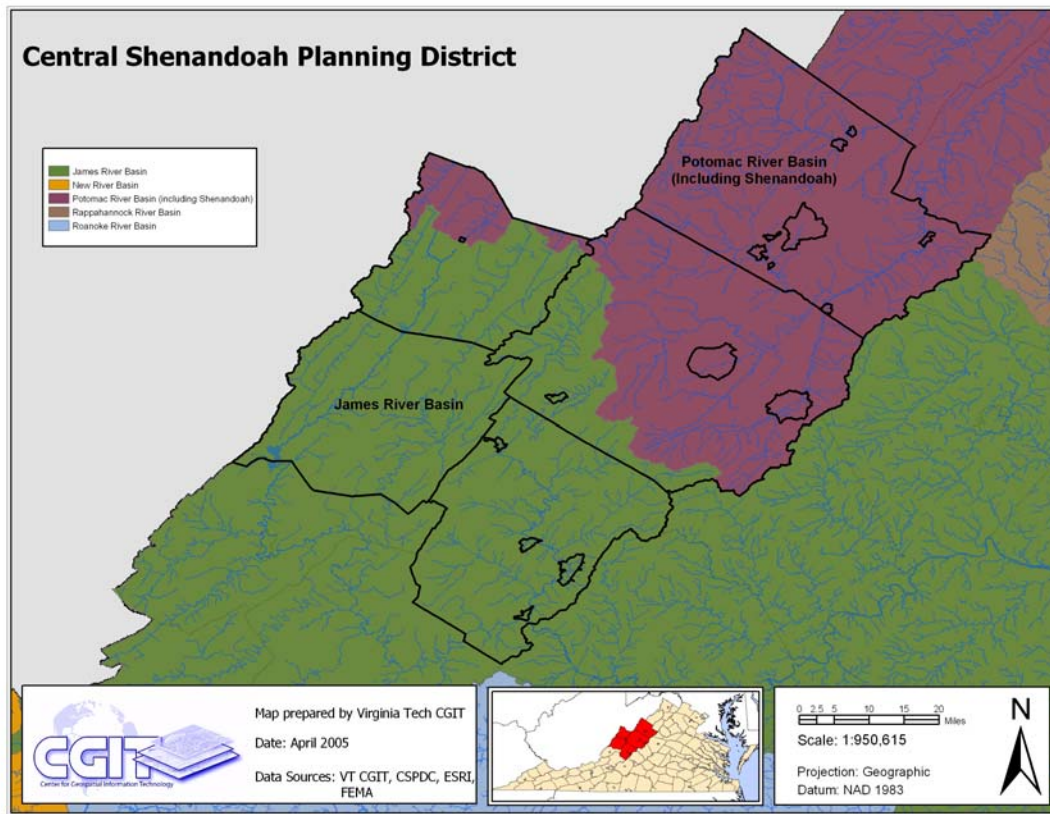 Central Shenandoah Planning District
James River Basin
New River Basin
Potomac River Basin (including Shenandoah)
Rappahannock River Basin
Roanoke River Basin
Potomac River Basin
(Including Shenandoah)
James River Basin
CGIT
Center for Geospatial Information Technology
Map prepared by Virginia Tech CGIT
Date: April 2005
Data Sources: VT CGIT, CSPDC, ESRI,
FEMA
0 2.5 5 10 15 20
Miles
Scale: 1:950,615
Projection: Geographic
Datum: NAD 1983
N